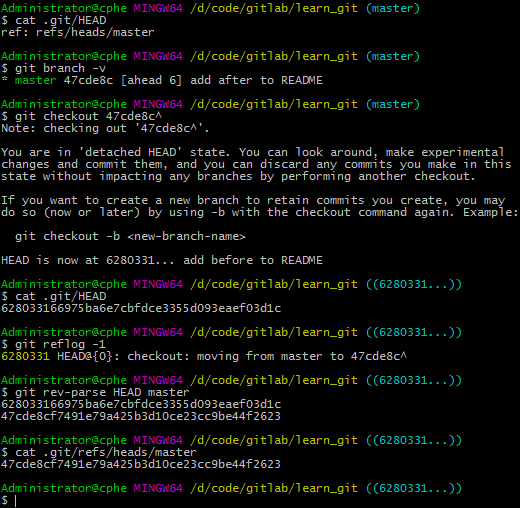 Administrator@cphe MINGW64 /d/code/gitlab/learn_git (master)
$ cat .git/HEAD
ref: refs/heads/master
Administrator@cphe MINGW64 /d/code/gitlab/learn_git (master)
$ git branch -v
* master 47cde8c [ahead 6] add after to README
Administrator@cphe MINGW64 /d/code/gitlab/learn_git (master)
$ git checkout 47cde8c^
Note: checking out '47cde8c^'.
You are in 'detached HEAD' state. You can look around, make experimental
changes and commit them, and you can discard any commits you make in this
state without impacting any branches by performing another checkout.
If you want to create a new branch to retain commits you create, you may
do so (now or later) by using -b with the checkout command again. Example:
git checkout -b <new-branch-name>
HEAD is now at 6280331... add before to README
Administrator@cphe MINGW64 /d/code/gitlab/learn_git ((6280331...))
$ cat .git/HEAD
628033166975ba6e7cbfdce3355d093eaef03d1c
Administrator@cphe MINGW64 /d/code/gitlab/learn_git ((6280331...))
$ git reflog -1
6280331 HEAD@{0}: checkout: moving from master to 47cde8c^
Administrator@cphe MINGW64 /d/code/gitlab/learn_git ((6280331...))
$ git rev-parse HEAD master
628033166975ba6e7cbfdce3355d093eaef03d1c
47cde8cf7491e79a425b3d10ce23cc9be44f2623
Administrator@cphe MINGW64 /d/code/gitlab/learn_git ((6280331...))
$ cat .git/refs/heads/master
47cde8cf7491e79a425b3d10ce23cc9be44f2623
Administrator@cphe MINGW64 /d/code/gitlab/learn_git ((6280331...))
$